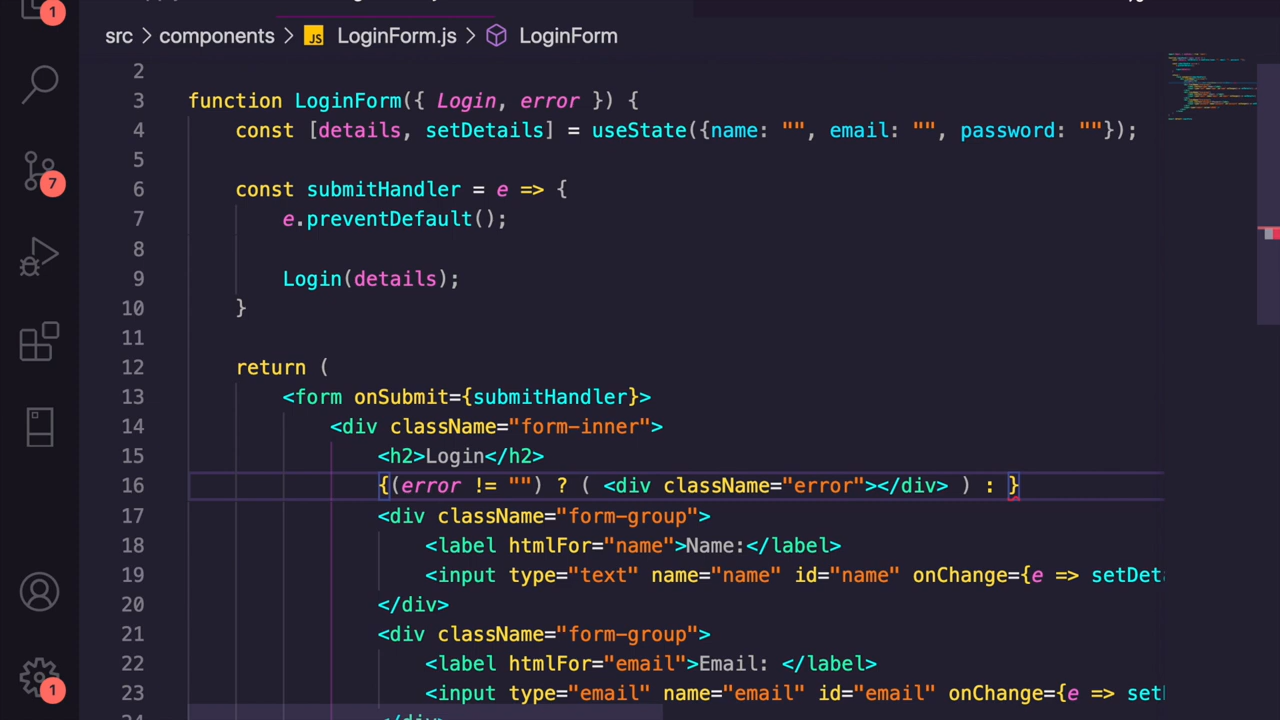 1
src > components > JS LoginForm.js > LoginForm
2
3 function LoginForm({ Login, error }) {
4 const [details, setDetails] = useState({name: "", email: "", password: ""});
5
6 const submitHandler = e => {
7 e.preventDefault();
7
8
9 Login(details);
10 }
11
12 return (
13 <form onSubmit={submitHandler}>
14 <div className="form-inner">
15 <h2>Login</h2>
16 {(error != "") ? ( <div className="error"></div> ) : }
17 <div className="form-group">
18 <label htmlFor="name">Name:</label>
19 <input type="text" name="name" id="name" onChange={e => setDeta
20 </div>
21 <div className="form-group">
22 <label htmlFor="email">Email: </label>
23 <input type="email" name="email" id="email" onChange={e => setD
1